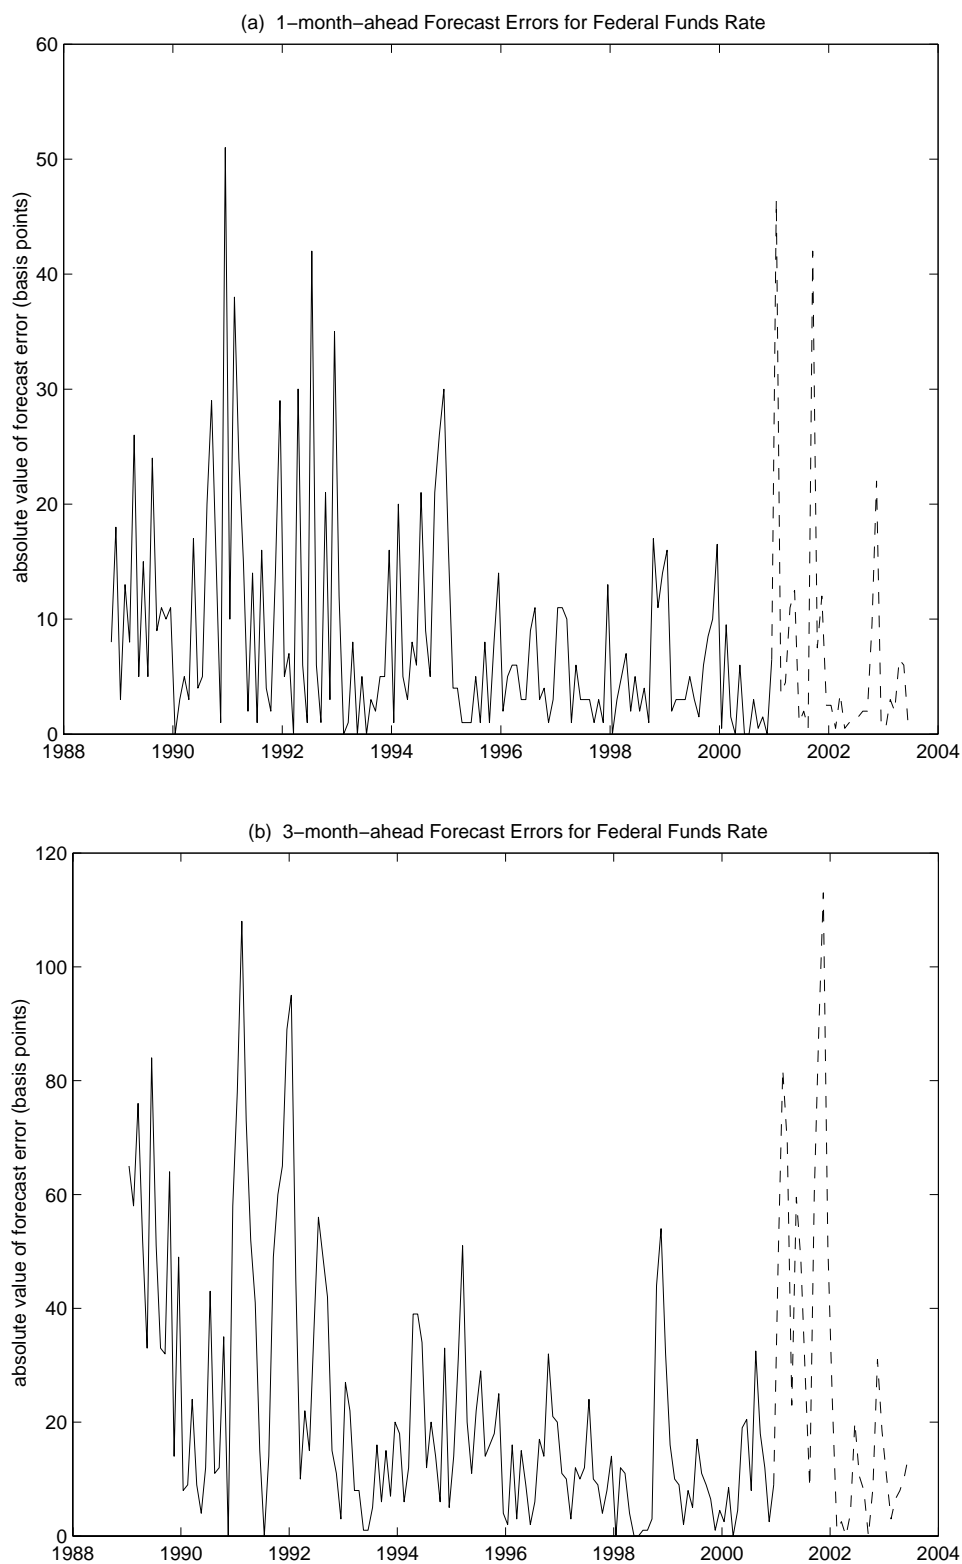 (a) 1−month−ahead Forecast Errors for Federal Funds Rate
60
50
40
30
20
10
0
absolute value of forecast error (basis points)
1988 1990 1992 1994 1996 1998 2000 2002 2004
(b) 3−month−ahead Forecast Errors for Federal Funds Rate
120
100
80
60
40
20
0
absolute value of forecast error (basis points)
1988 1990 1992 1994 1996 1998 2000 2002 2004